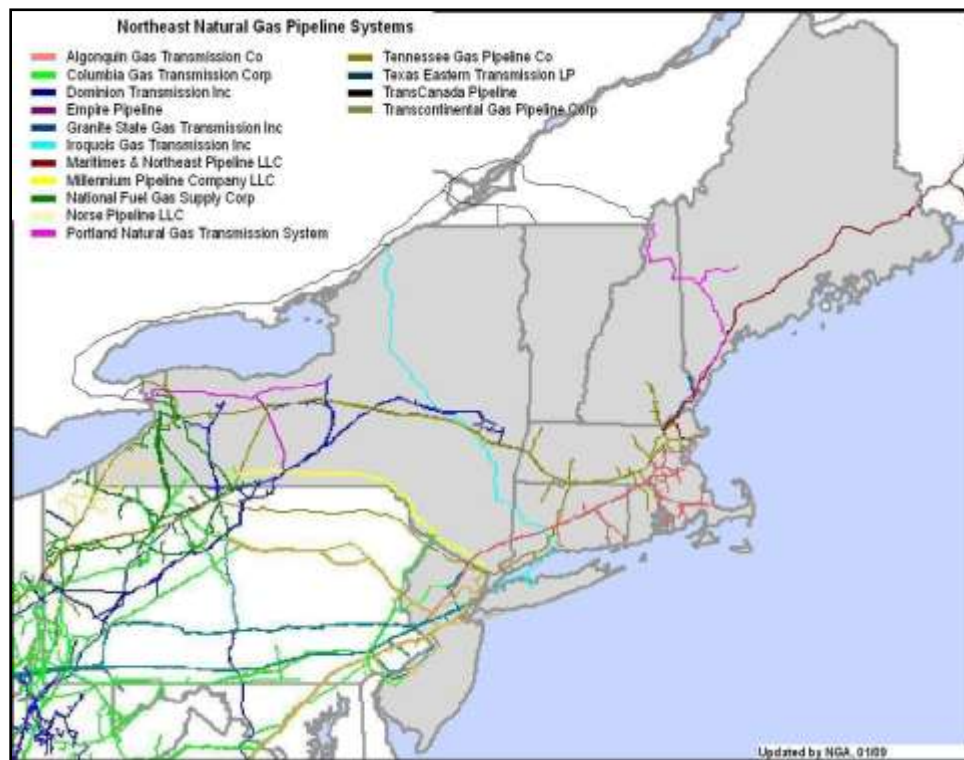 Northeast Natural Gas Pipeline Systems
Algonquin Gas Transmission Co
Columbia Gas Transmission Corp
Dominion Transmission Inc
Empire Pipeline
Granite State Gas Transmission Inc
Iroquois Gas Transmission Inc
Maritimes & Northeast Pipeline LLC
Millennium Pipeline Company LLC
National Fuel Gas Supply Corp
Norse Pipeline LLC
Portland Natural Gas Transmission System
Tennessee Gas Pipeline Co
Texas Eastern Transmission LP
TransCanada Pipeline
Transcontinental Gas Pipeline Corp
Updated by NGA, 01/09